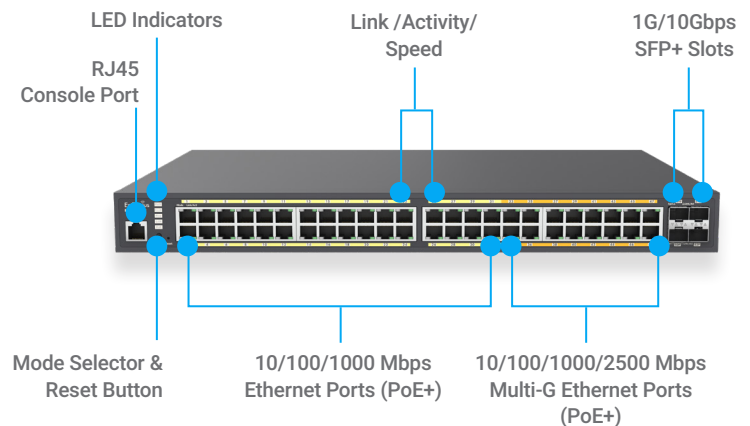 LED Indicators
Link /Activity/
Speed
1G/10Gbps
SFP+ Slots
RJ45
Console Port
Mode Selector &
Reset Button
10/100/1000 Mbps
Ethernet Ports (PoE+)
10/100/1000/2500 Mbps
Multi-G Ethernet Ports
(PoE+)